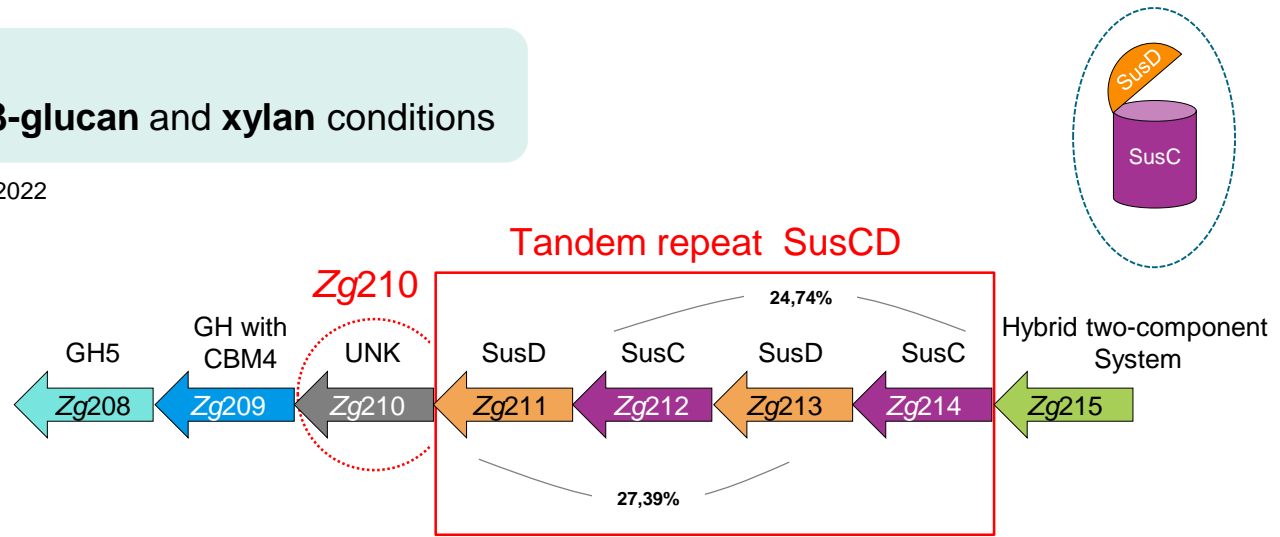 -glucan and xylan conditions
2022
SusD
SusC
Tandem repeat SusCD
Zg210
24,74%
GH5
GH with
CBM4
UNK
SusD
SusC
SusD
SusC
Hybrid two-component
System
Zg208
Zg209
Zg210
Zg211
Zg212
Zg213
Zg214
Zg215
27,39%